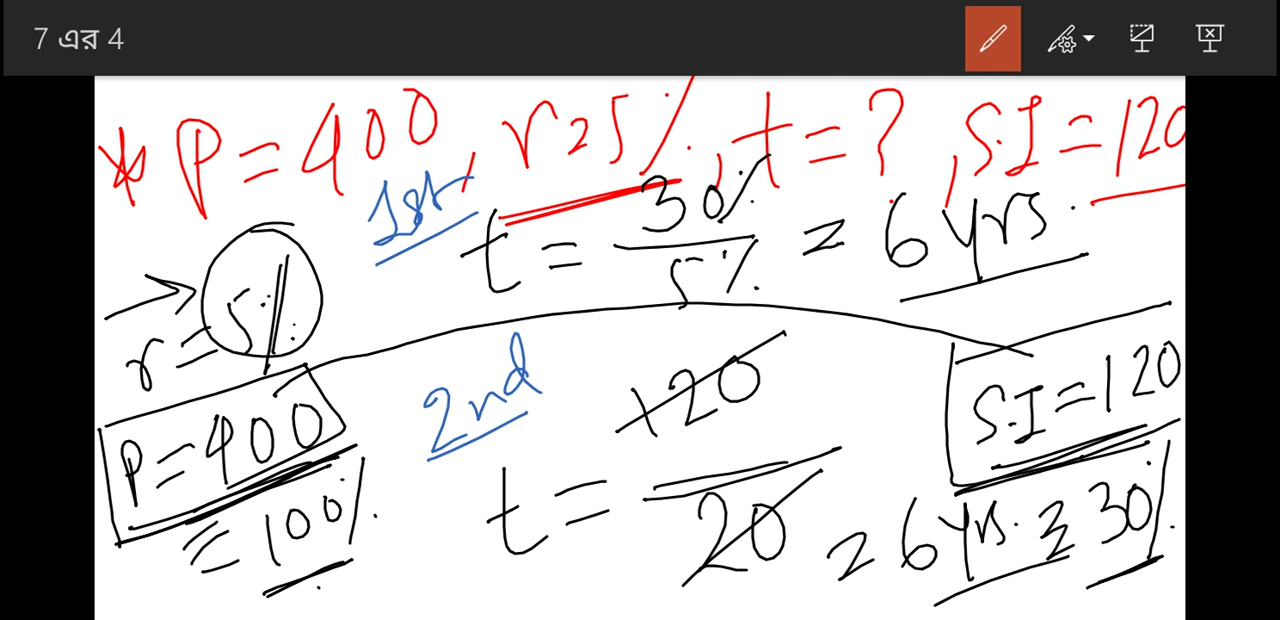 7 এর 4
* P = 400, r = 5%, t = ?, S.I = 120
1st t = 30% / 5% = 6 yrs.
r = 5%
2nd 120
P = 400 S.I = 120
= 100% t = 20 = 6 yrs. = 30%